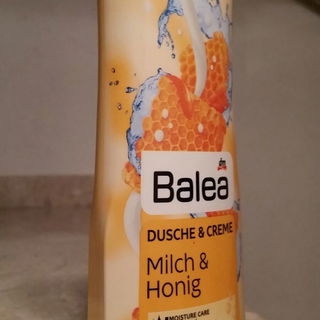 dm
Balea
DUSCHE & CREME
Milch &
Honig
MOISTURE CARE